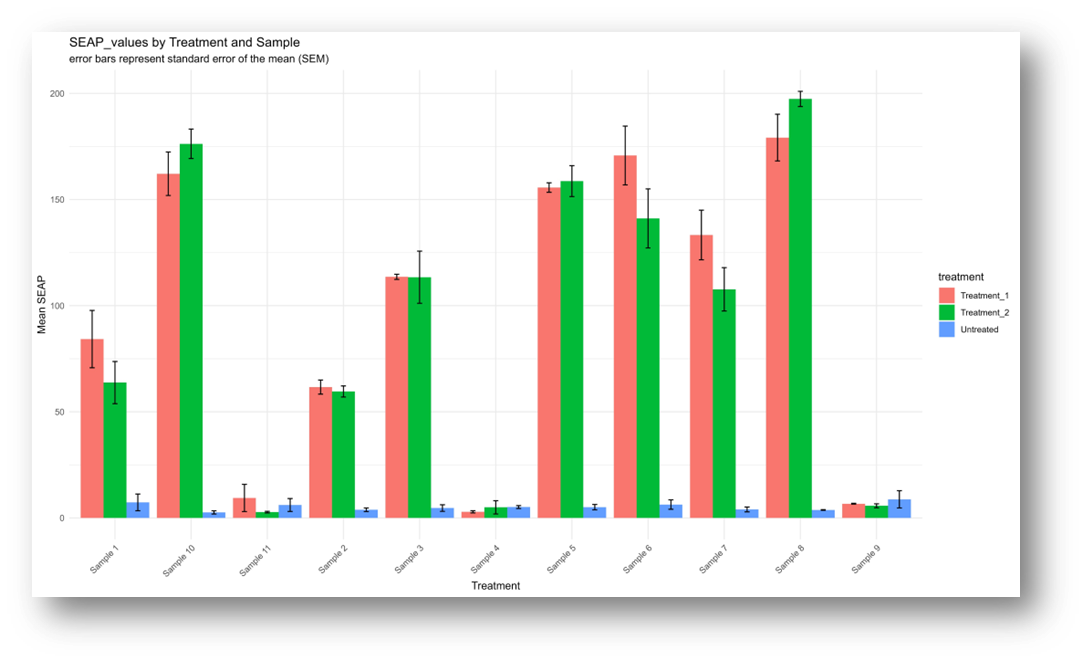 SEAP_values by Treatment and Sample
error bars represent standard error of the mean (SEM)
200
150
100
50
0
Mean SEAP
Sample 1
Sample 10
Sample 11
Sample 2
Sample 3
Sample 4
Sample 5
Sample 6
Sample 7
Sample 8
Sample 9
Treatment
treatment
Treatment_1
Treatment_2
Untreated